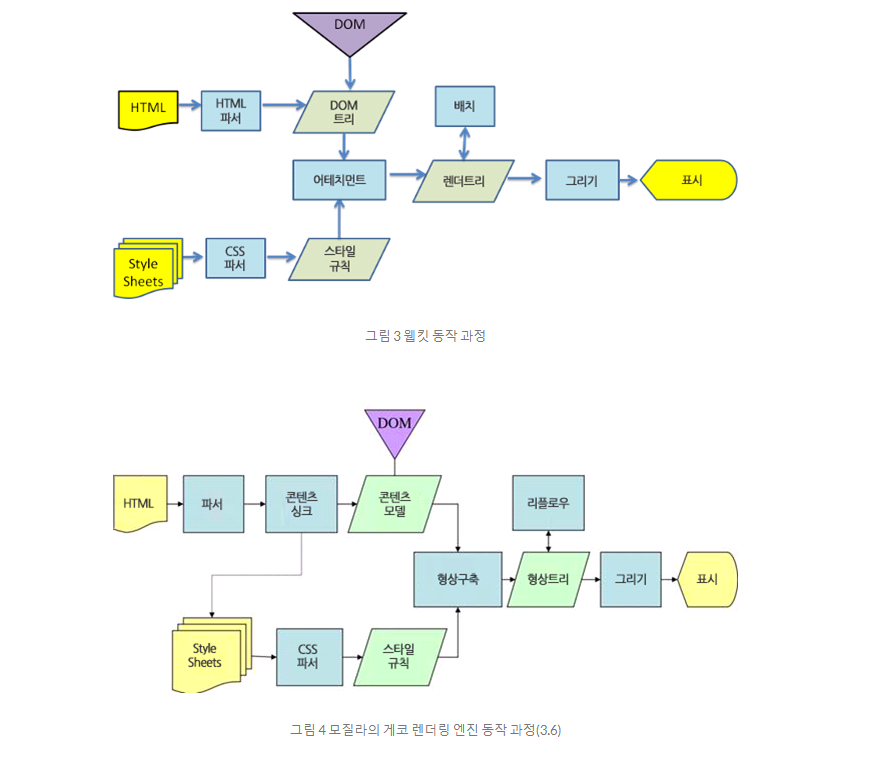 DOM
HTML
HTML
파서
DOM
트리
배치
어테치먼트
렌더트리
그리기
표시
Style
Sheets
CSS
파서
스타일
규칙
그림 3 웹킷 동작 과정
DOM
HTML
파서
콘텐츠
싱크
콘텐츠
모델
리플로우
형상구축
형상트리
그리기
표시
Style
Sheets
CSS
파서
스타일
규칙
그림 4 모질라의 게코 렌더링 엔진 동작 과정(3.6)